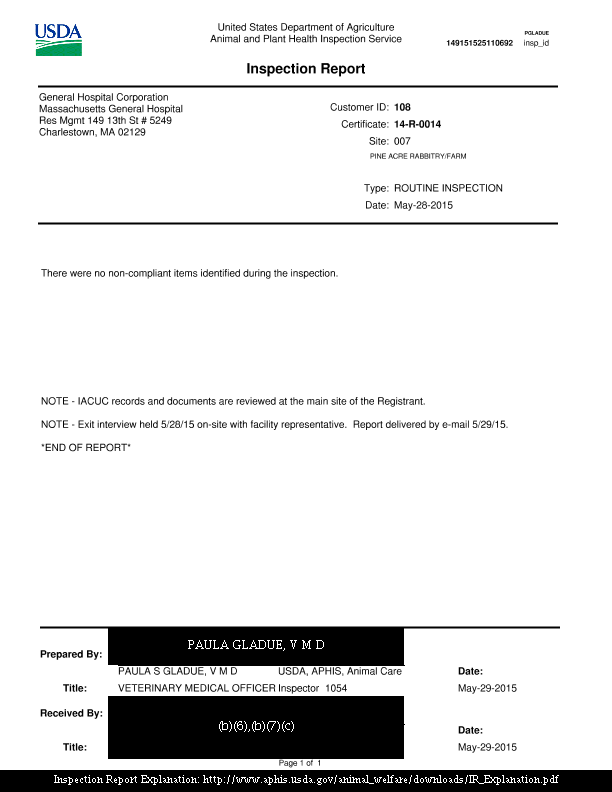 USDA
United States Department of Agriculture
Animal and Plant Health Inspection Service
PGLADUE
149151525110692 insp_id
Inspection Report
General Hospital Corporation
Massachusetts General Hospital
Res Mgmt 149 13th St # 5249
Charlestown, MA 02129
Customer ID: 108
Certificate: 14-R-0014
Site: 007
PINE ACRE RABBITRY/FARM
Type: ROUTINE INSPECTION
Date: May-28-2015
There were no non-compliant items identified during the inspection.
NOTE - IACUC records and documents are reviewed at the main site of the Registrant.
NOTE - Exit interview held 5/28/15 on-site with facility representative. Report delivered by e-mail 5/29/15.
*END OF REPORT*
PAULA GLADUE, V M D
Prepared By:
PAULA S GLADUE, V M D USDA, APHIS, Animal Care Date:
Title: VETERINARY MEDICAL OFFICER Inspector 1054 May-29-2015
Received By:
(b)(6),(b)(7)(c)
Date:
Title: May-29-2015
Page 1 of 1
Inspection Report Explanation: http://www.aphis.usda.gov/animal_welfare/downloads/IR_Explanation.pdf